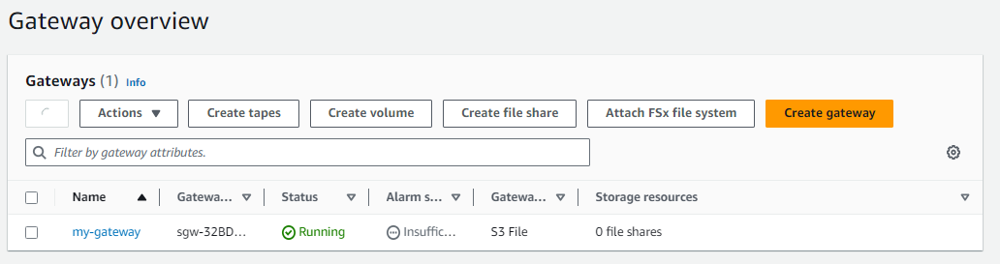 Gateway overview
Gateways (1) Info
Actions Create tapes Create volume Create file share Attach FSx file system Create gateway
Filter by gateway attributes.
Name Gatewa... Status Alarm s... Gatewa... Storage resources
my-gateway sgw-32BD... Running Insuffic... S3 File 0 file shares